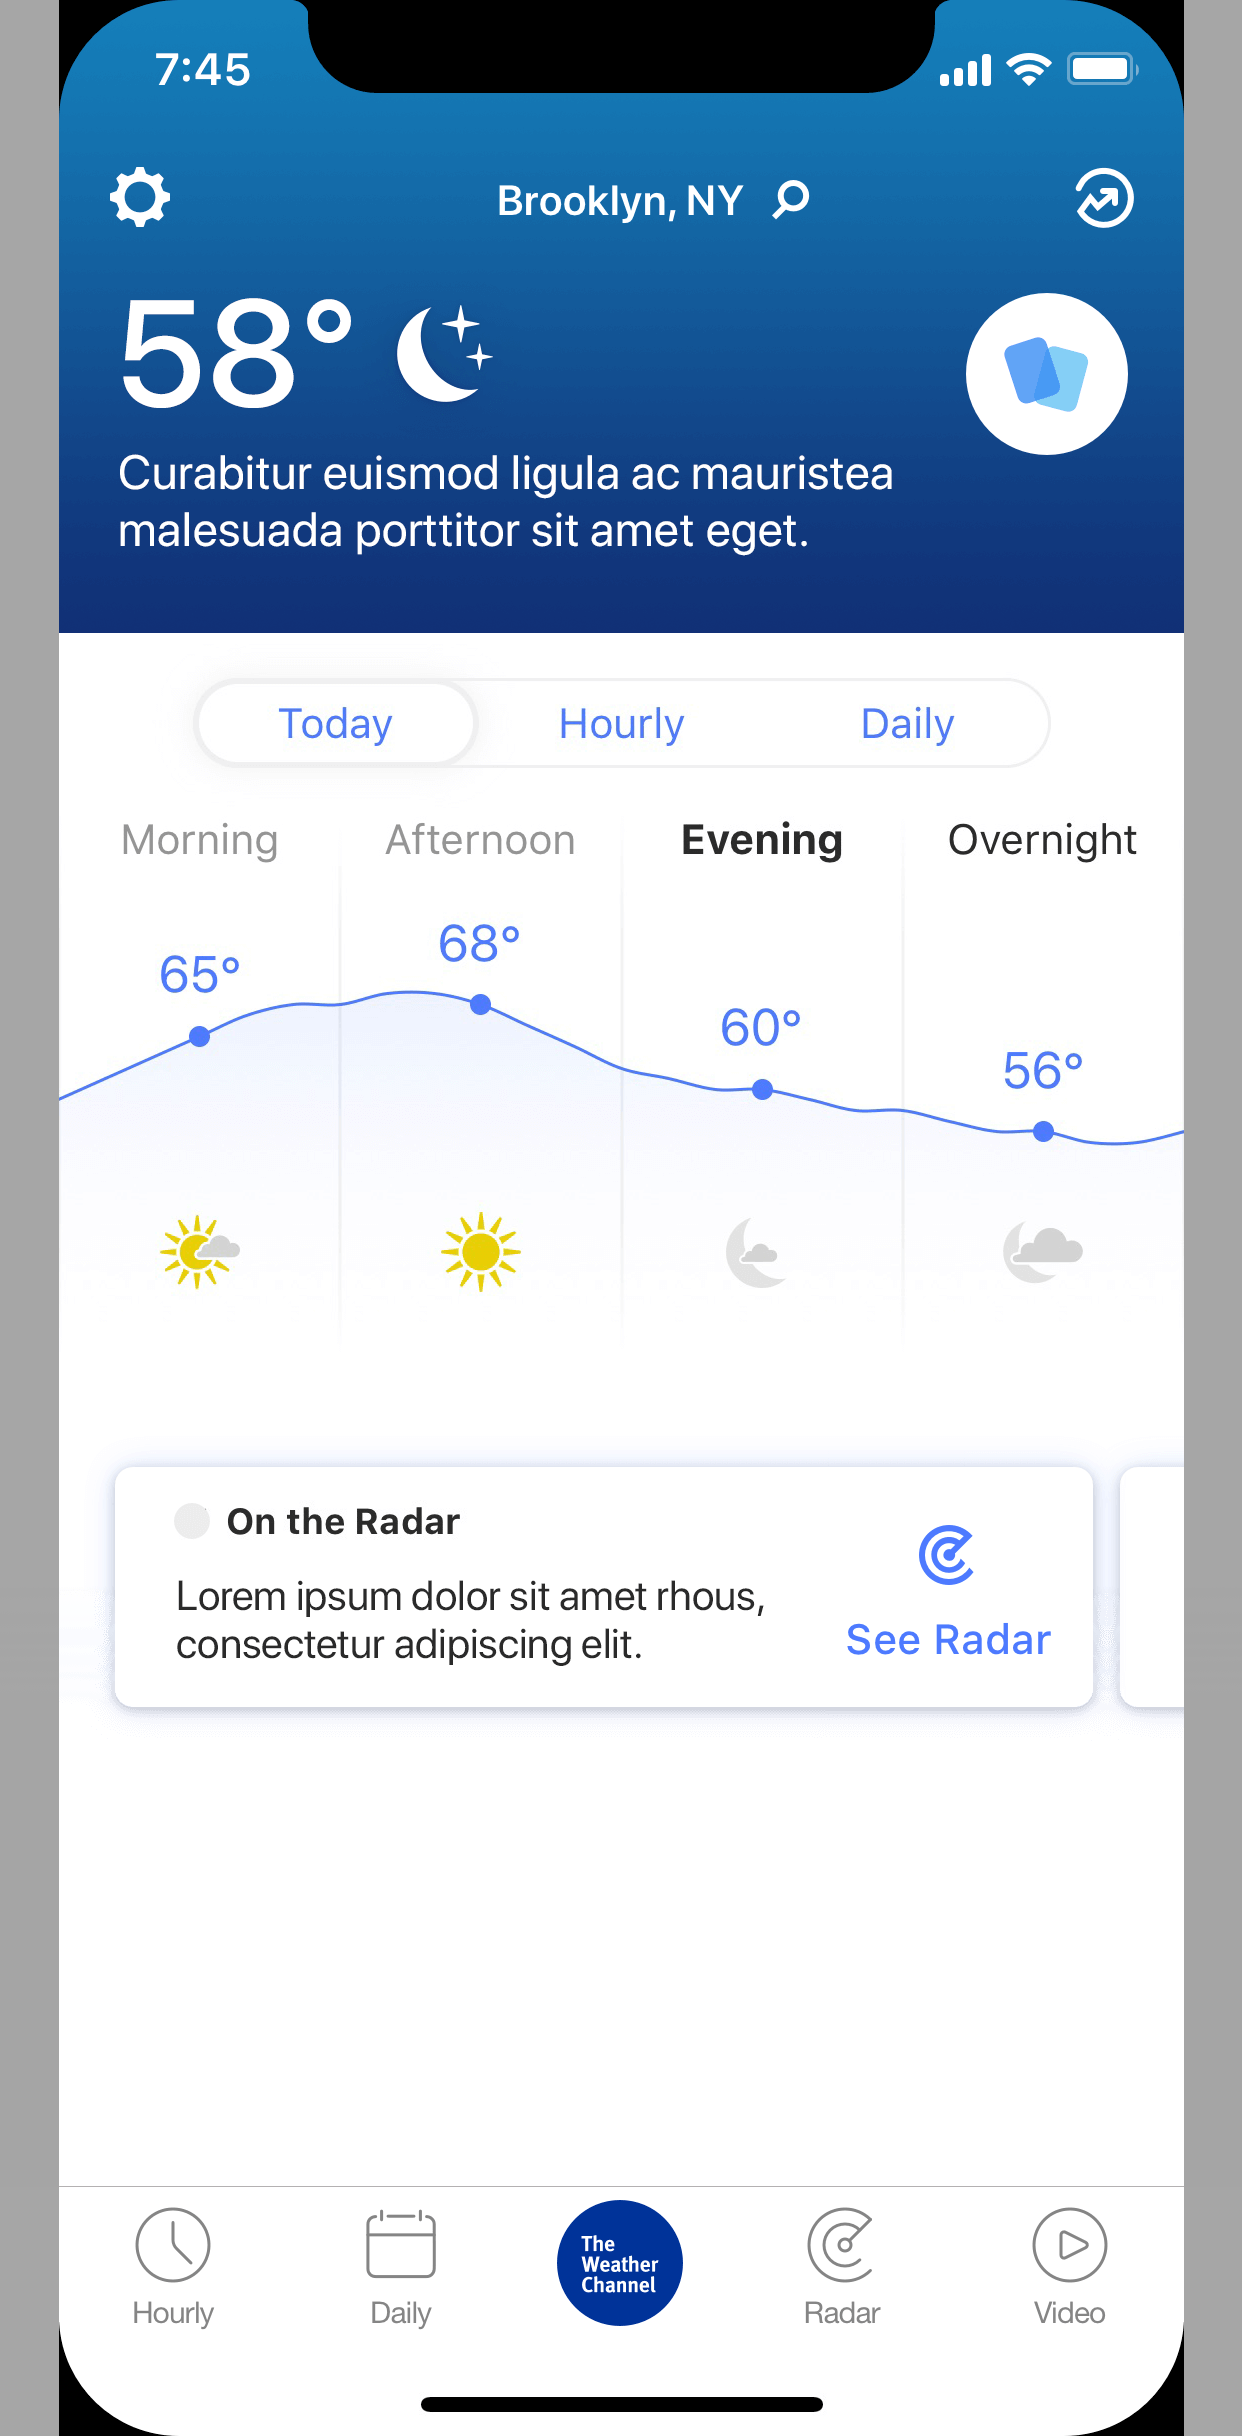 7:45
Brooklyn, NY
58°
Curabitur euismod ligula ac mauristea
malesuada porttitor sit amet eget.
Today Hourly Daily
Morning Afternoon Evening Overnight
65° 68° 60° 56°
On the Radar
Lorem ipsum dolor sit amet rhous,
consectetur adipiscing elit.
See Radar
The
Weather
Channel
Hourly Daily Radar Video